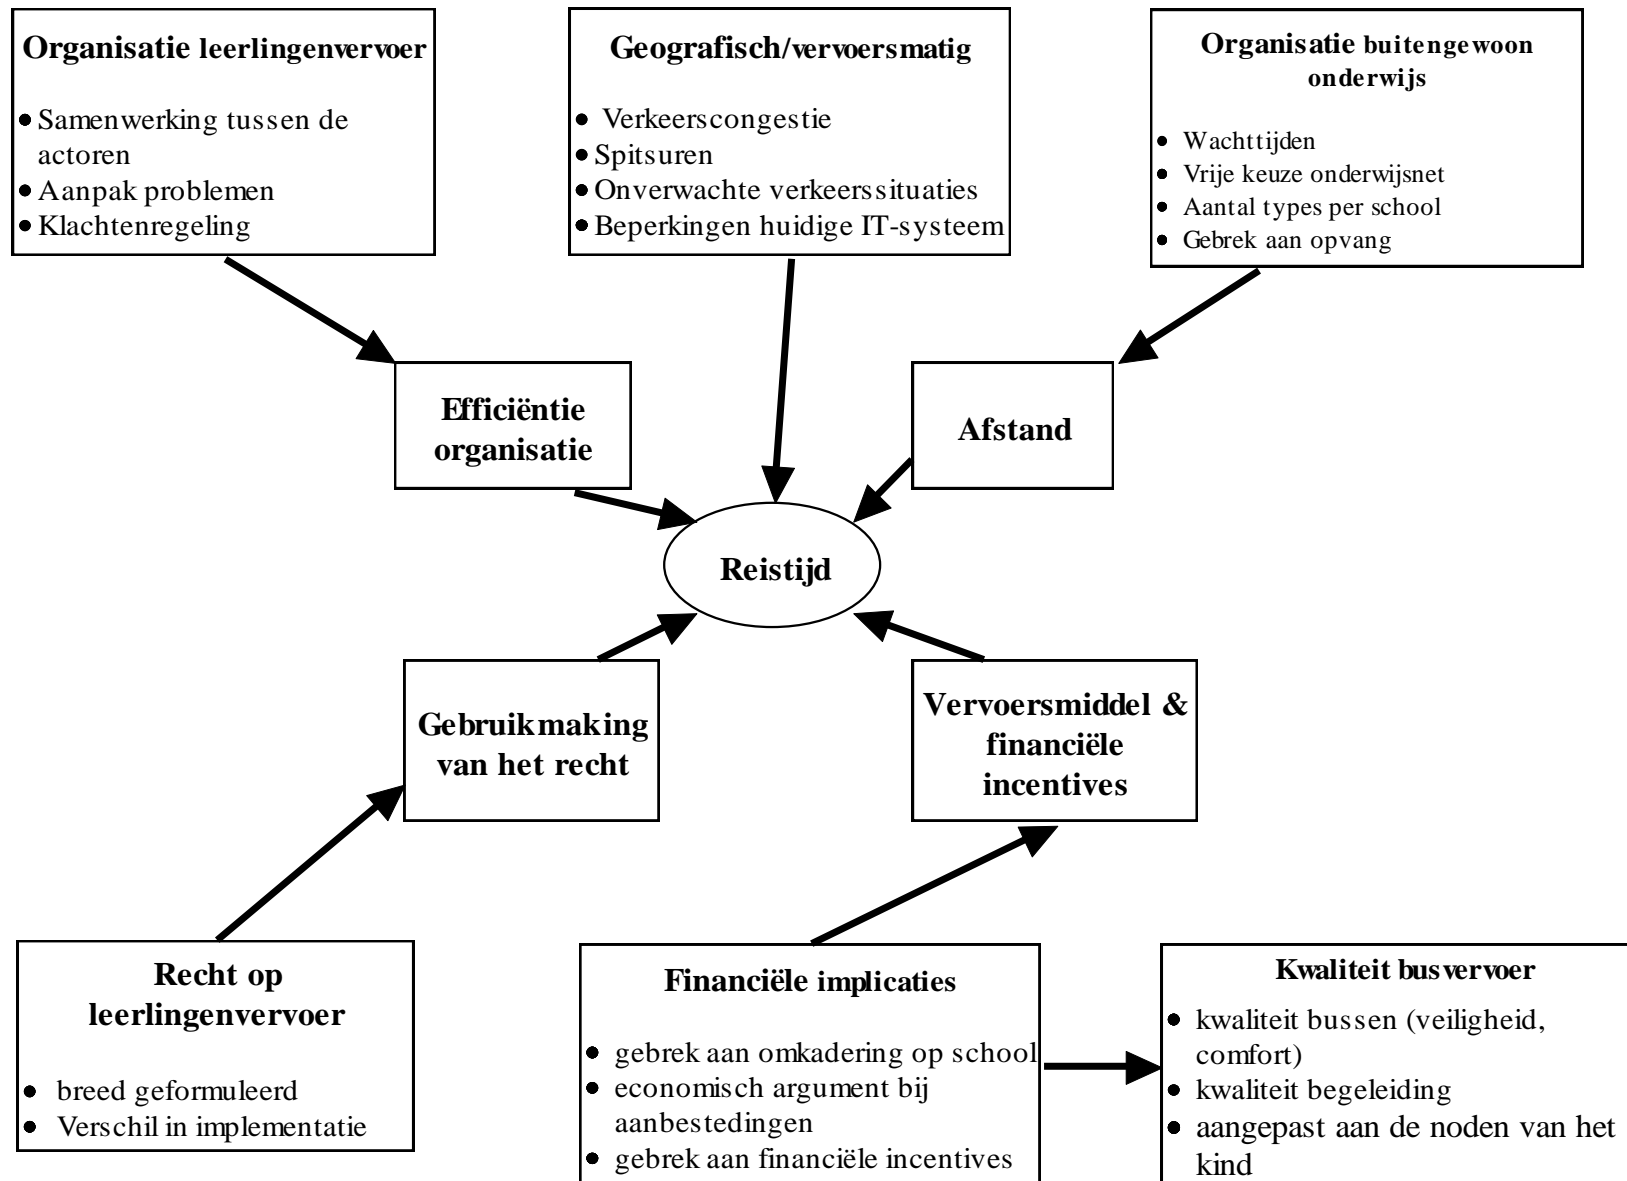 Organisatie leerlingenvervoer
• Samenwerking tussen de
actoren
• Aanpak problemen
• Klachtenregeling
Geografisch/vervoersmatig
• Verkeerscongestie
• Spitsuren
• Onverwachte verkeerssituaties
• Beperkingen huidige IT-systeem
Organisatie buitengewoon
onderwijs
• Wachttijden
• Vrije keuze onderwijsnet
• Aantal types per school
• Gebrek aan opvang
Efficiëntie
organisatie
Afstand
Reistijd
Gebruikmaking
van het recht
Vervoersmiddel &
financiële
incentives
Recht op
leerlingenvervoer
• breed geformuleerd
• Verschil in implementatie
Financiële implicaties
• gebrek aan omkadering op school
• economisch argument bij
aanbestedingen
• gebrek aan financiële incentives
Kwaliteit busvervoer
• kwaliteit bussen (veiligheid,
comfort)
• kwaliteit begeleiding
• aangepast aan de noden van het
kind